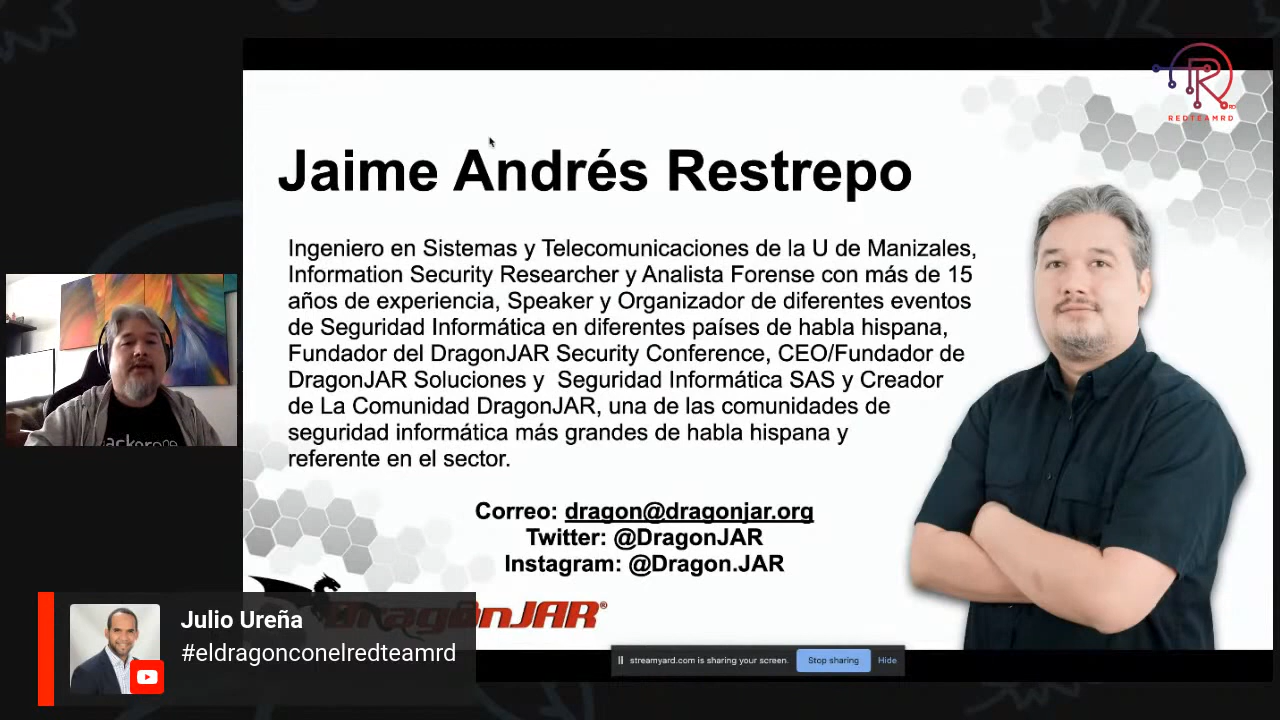 REDTEAMRD
Jaime Andrés Restrepo
Ingeniero en Sistemas y Telecomunicaciones de la U de Manizales,
Information Security Researcher y Analista Forense con más de 15
años de experiencia, Speaker y Organizador de diferentes eventos
de Seguridad Informática en diferentes países de habla hispana,
Fundador del DragonJAR Security Conference, CEO/Fundador de
DragonJAR Soluciones y Seguridad Informática SAS y Creador
de La Comunidad DragonJAR, una de las comunidades de
seguridad informática más grandes de habla hispana y
referente en el sector.
Correo: dragon@dragonjar.org
Twitter: @DragonJAR
Instagram: @Dragon.JAR
DragonJAR®
Julio Ureña
#eldragonconelredteamrd
streamyard.com is sharing your screen.
Stop sharing
Hide